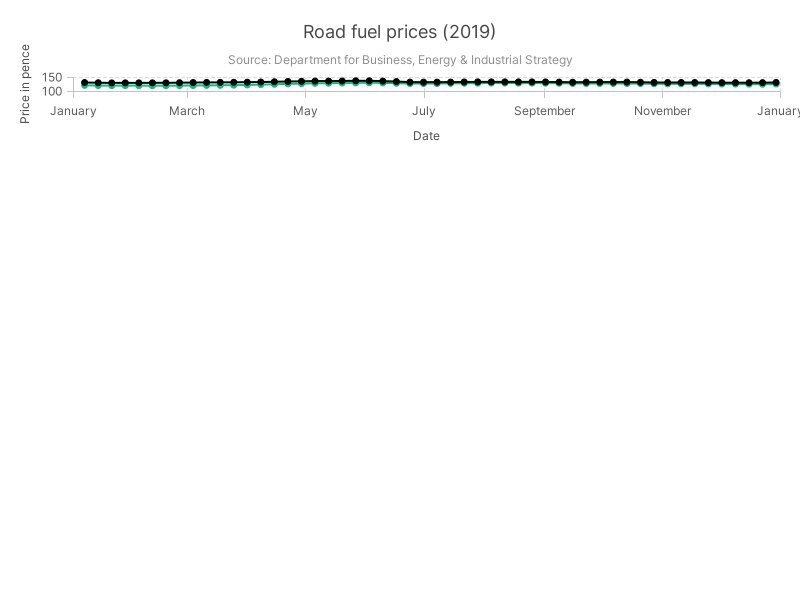 Road fuel prices (2019)
Source: Department for Business, Energy & Industrial Strategy
Price in pence
150
100
January March May July September November January
Date